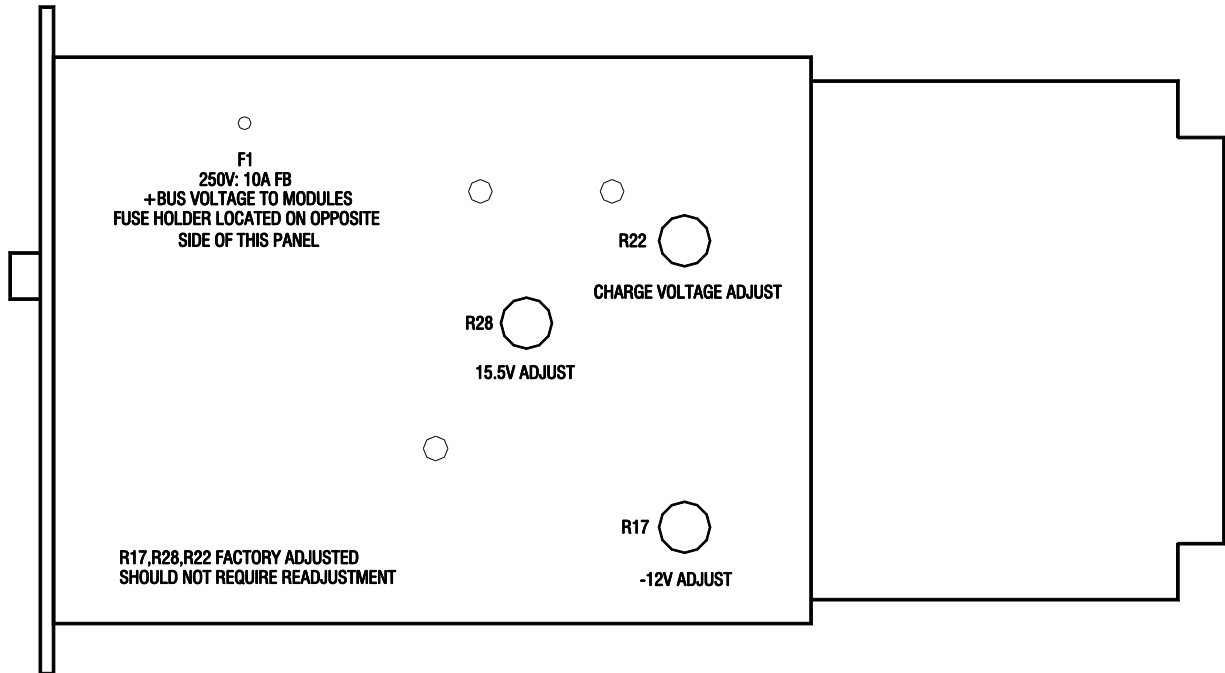 F1
250V: 10A FB
+BUS VOLTAGE TO MODULES
FUSE HOLDER LOCATED ON OPPOSITE
SIDE OF THIS PANEL
R22
CHARGE VOLTAGE ADJUST
R28
15.5V ADJUST
R17
-12V ADJUST
R17,R28,R22 FACTORY ADJUSTED
SHOULD NOT REQUIRE READJUSTMENT